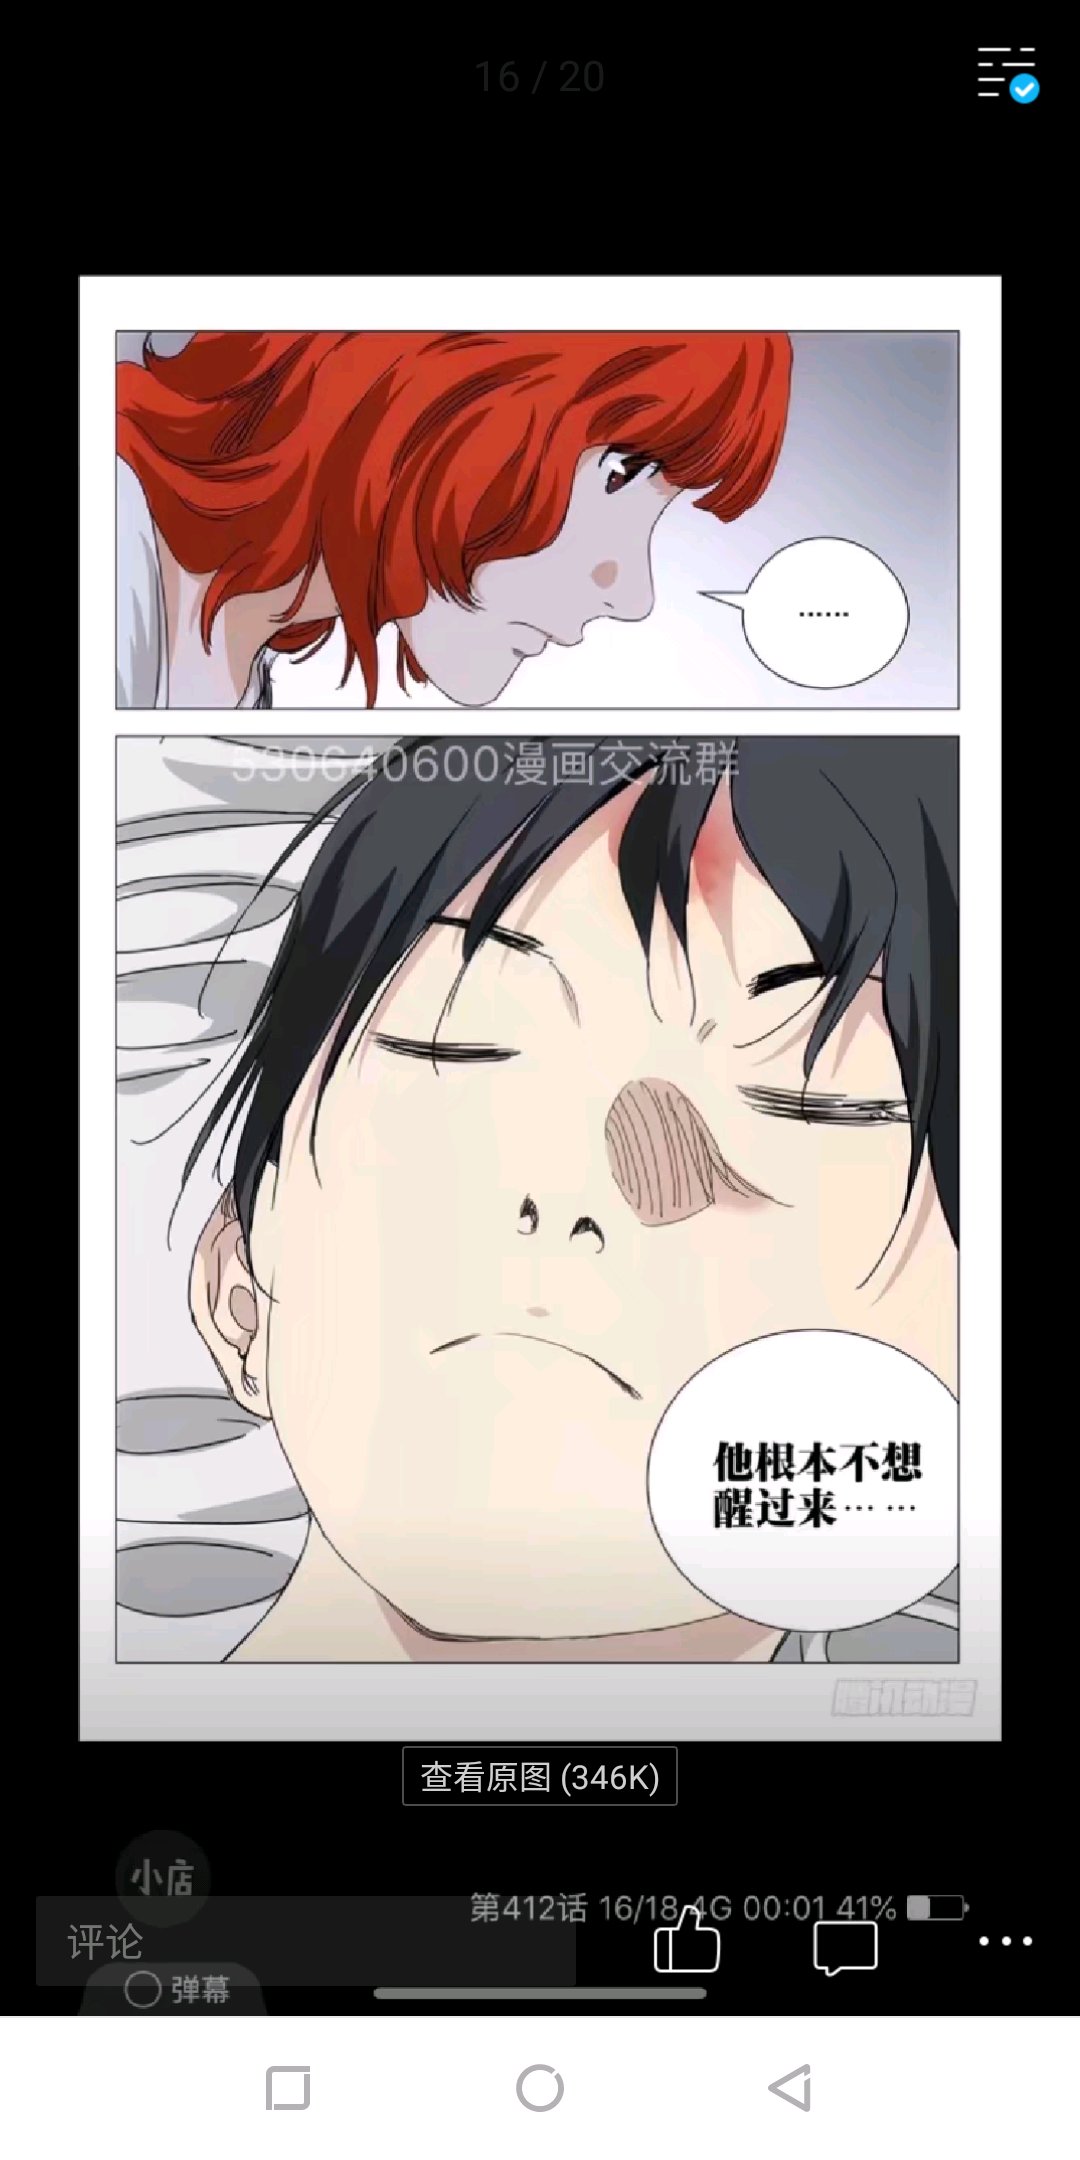 16 / 20
……
530640600漫画交流群
他根本不想
醒过来……
腾讯动漫
查看原图 (346K)
小店
第412话 16/18 4G 00:01 41%
评论
弹幕